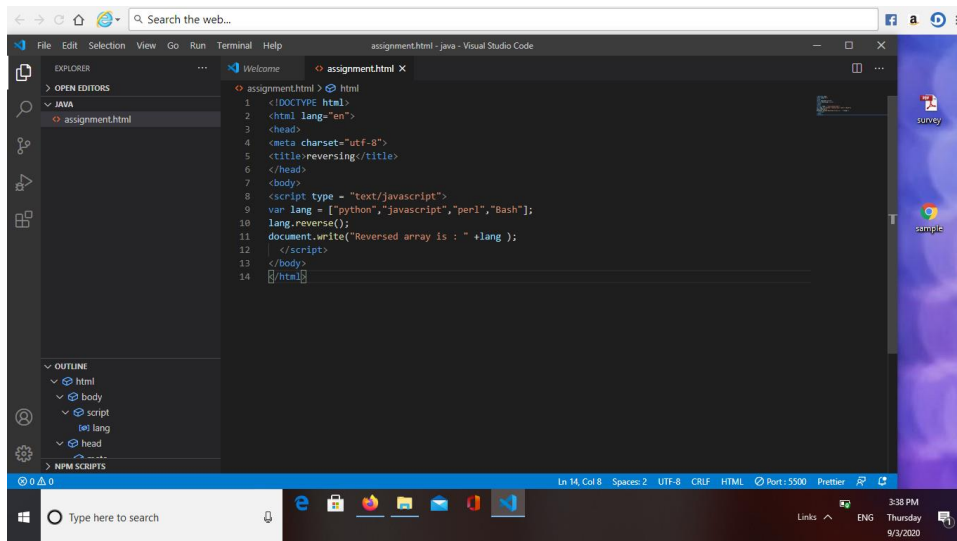 Search the web...
File Edit Selection View Go Run Terminal Help assignment.html - java - Visual Studio Code
EXPLORER
OPEN EDITORS
JAVA
assignment.html
Welcome assignment.html
assignment.html > html
1 <!DOCTYPE html>
2 <html lang="en">
3 <head>
4 <meta charset="utf-8">
5 <title>reversing</title>
6 </head>
7 <body>
8 <script type = "text/javascript">
9 var lang = ["python","javascript","perl","Bash"];
10 lang.reverse();
11 document.write("Reversed array is : " +lang );
12 </script>
13 </body>
14 </html>
OUTLINE
html
body
script
lang
head
NPM SCRIPTS
0 0 Ln 14, Col 8 Spaces: 2 UTF-8 CRLF HTML Port : 5500 Prettier
survey
sample
Type here to search
Links ENG
3:38 PM
Thursday
9/3/2020